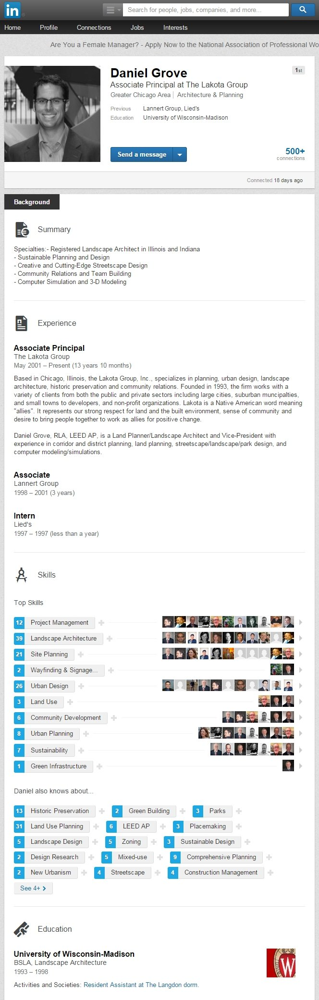 in
Search for people, jobs, companies, and more...
Home Profile Connections Jobs Interests
Are You a Female Manager? - Apply Now to the National Association of Professional Wo
Daniel Grove 1st
Associate Principal at The Lakota Group
Greater Chicago Area | Architecture & Planning
Previous Lannert Group, Lied's
Education University of Wisconsin-Madison
Send a message
500+
connections
Connected 18 days ago
Background
Summary
Specialties:- Registered Landscape Architect in Illinois and Indiana
- Sustainable Planning and Design
- Creative and Cutting-Edge Streetscape Design
- Community Relations and Team Building
- Computer Simulation and 3-D Modeling
Experience
Associate Principal
The Lakota Group
May 2001 – Present (13 years 10 months)
Based in Chicago, Illinois, the Lakota Group, Inc., specializes in planning, urban design, landscape
architecture, historic preservation and community relations. Founded in 1993, the firm works with a
variety of clients from both the public and private sectors including large cities, suburban muncipalties,
and small towns to developers, and non-profit organizations. Lakota is a Native American word meaning
"allies". It represents our strong respect for land and the built environment, sense of community and
desire to bring people together to work as allies for positive change.
Daniel Grove, RLA, LEED AP, is a Land Planner/Landscape Architect and Vice-President with
experience in corridor and district planning, land planning, streetscape/landscape/park design, and
computer modeling/simulations.
Associate
Lannert Group
1998 – 2001 (3 years)
Intern
Lied's
1997 – 1997 (less than a year)
Skills
Top Skills
12 Project Management
39 Landscape Architecture
21 Site Planning
2 Wayfinding & Signage...
26 Urban Design
3 Land Use
6 Community Development
8 Urban Planning
7 Sustainability
1 Green Infrastructure
Daniel also knows about...
13 Historic Preservation 2 Green Building 3 Parks
31 Land Use Planning 6 LEED AP 3 Placemaking
5 Landscape Design 5 Zoning 3 Sustainable Design
2 Design Research 5 Mixed-use 9 Comprehensive Planning
2 New Urbanism 4 Streetscape 4 Construction Management
See 4+
Education
University of Wisconsin-Madison
BSLA, Landscape Architecture
1993 – 1998
W
Activities and Societies: Resident Assistant at The Langdon dorm.